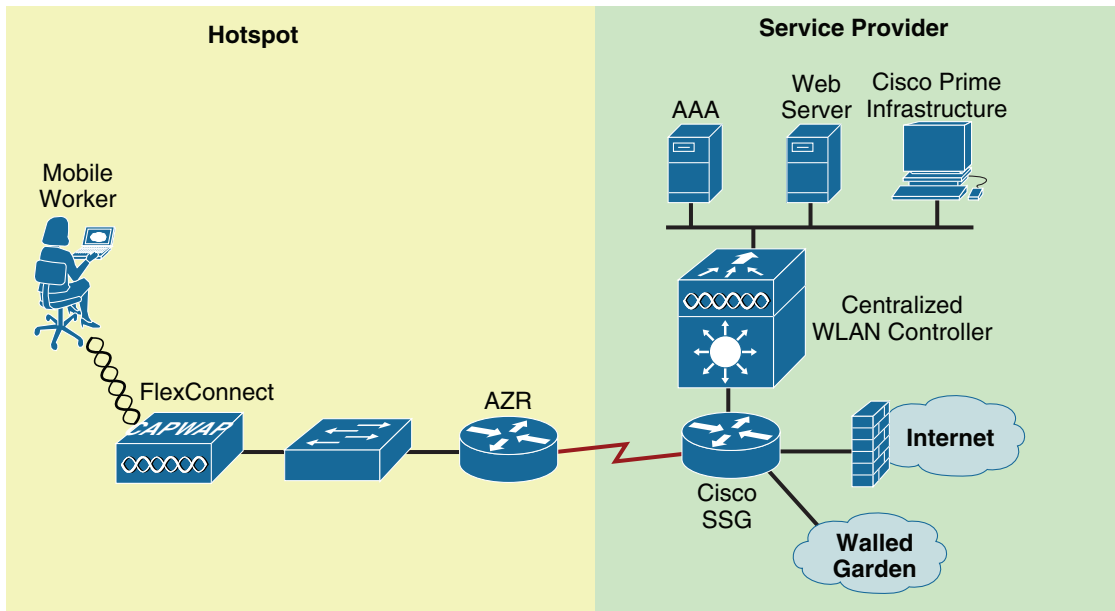 Hotspot
Service Provider
AAA
Web
Server
Cisco Prime
Infrastructure
Mobile
Worker
Centralized
WLAN Controller
FlexConnect
CAPWAP
AZR
Cisco
SSG
Internet
Walled
Garden